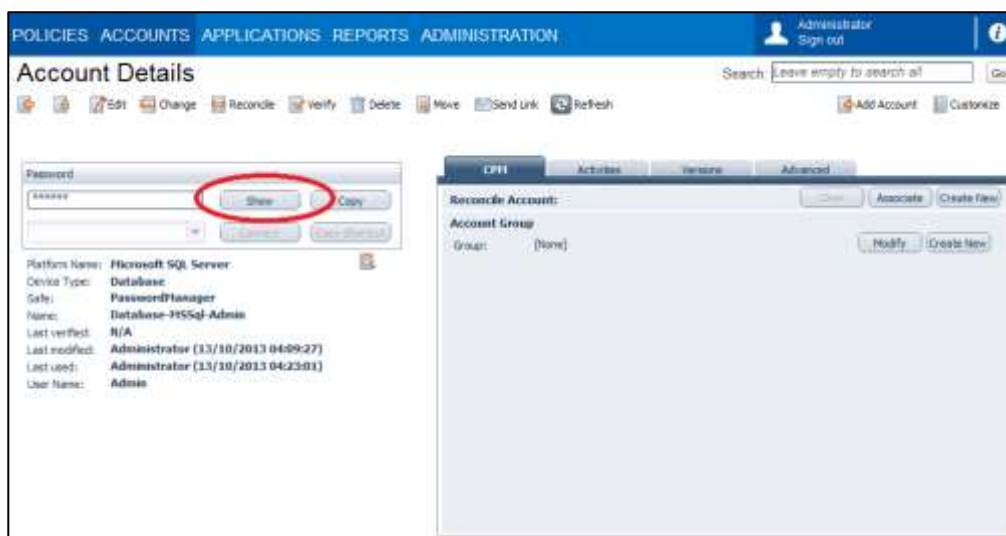 POLICIES ACCOUNTS APPLICATIONS REPORTS ADMINISTRATION
Administrator
Sign out
Account Details
Search: Leave empty to search all Go
Edit Change Reconcile Verify Delete Move Send Link Refresh Add Account Customize
Password
****** Show Copy
Connect
CPM Activities Versions Advanced
Reconcile Account: Clear Associate Create New
Account Group
Group: [None] Modify Create New
Platform Name: Microsoft SQL Server
Device Type: Database
Safe: PasswordManager
Name: Database-MSSql-Admin
Last verified: N/A
Last modified: Administrator (13/10/2013 04:09:27)
Last used: Administrator (13/10/2013 04:23:01)
User Name: Admin